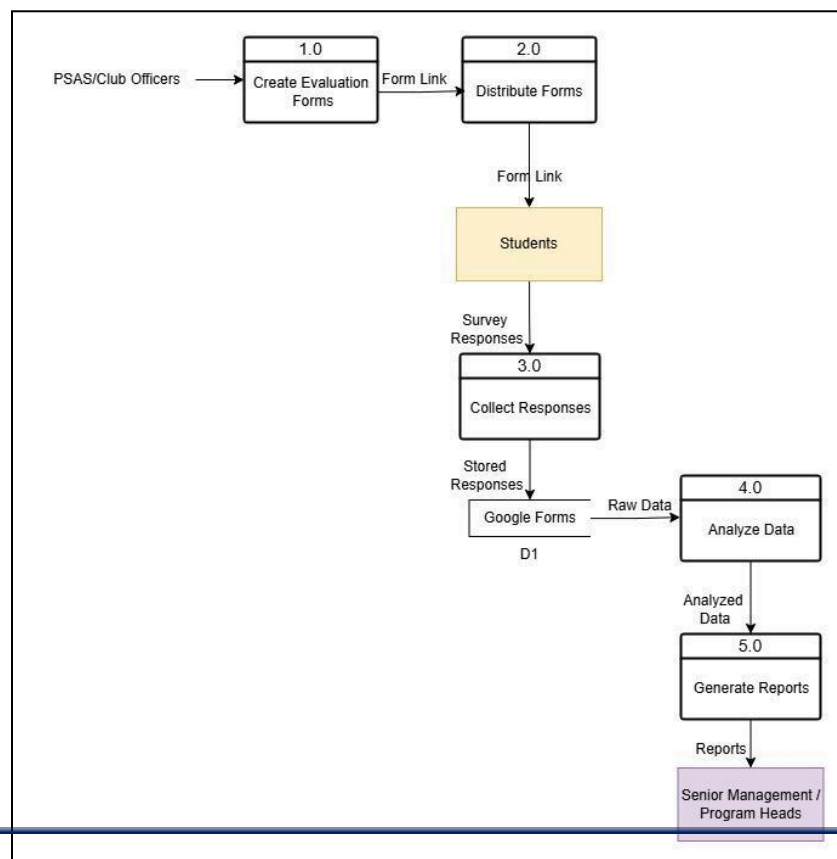 1.0
2.0
PSAS/Club Officers
Create Evaluation
Forms
Form Link
Distribute Forms
Form Link
Students
Survey
Responses
3.0
Collect Responses
Stored
Responses
Google Forms
D1
Raw Data
4.0
Analyze Data
Analyzed
Data
5.0
Generate Reports
Reports
Senior Management /
Program Heads